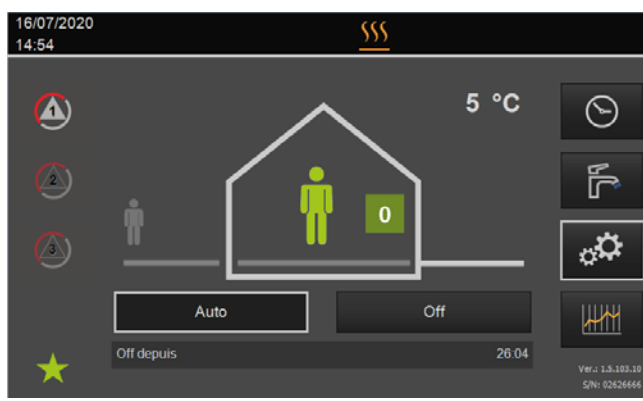 16/07/2020
14:54
5 °C
1
2
3
0
Auto
Off
Off depuis 26:04
Ver.: 1.5.103.10
S/N: 02626666